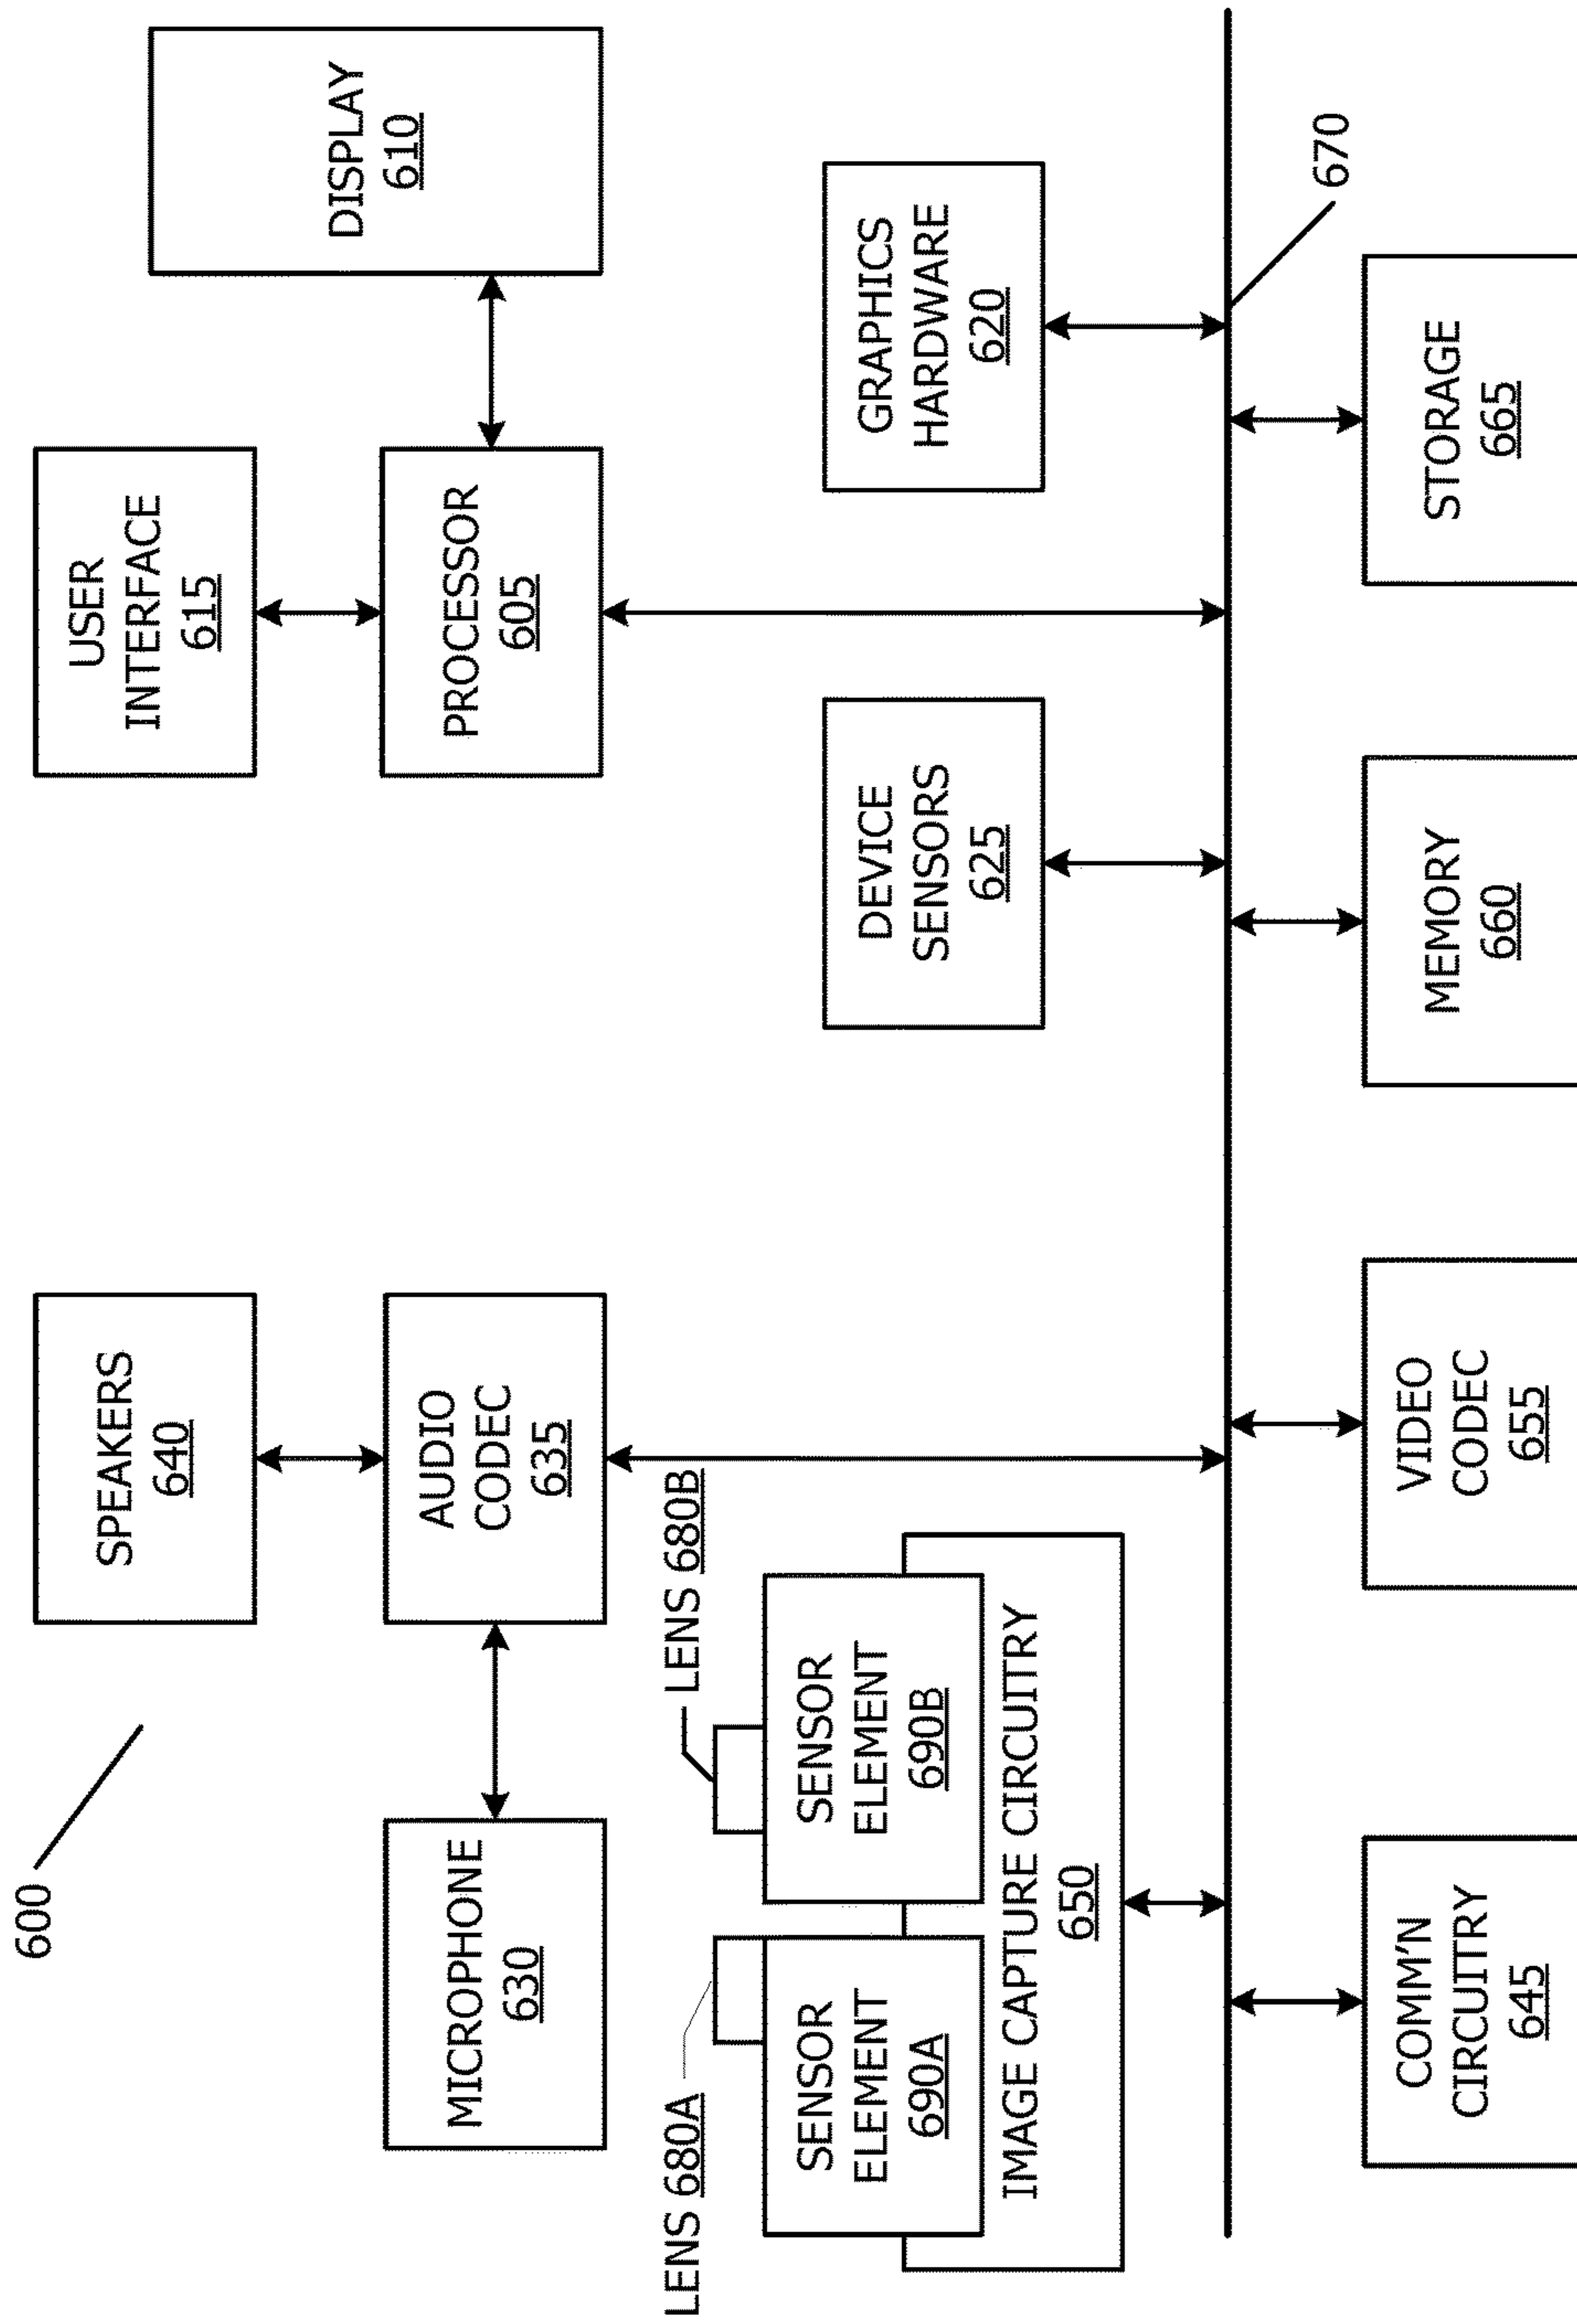 600
SPEAKERS
640
USER
INTERFACE
615
DISPLAY
610
MICROPHONE
630
AUDIO
CODEC
635
PROCESSOR
605
LENS 680A
LENS 680B
SENSOR
ELEMENT
690A
SENSOR
ELEMENT
690B
IMAGE CAPTURE CIRCUITRY
650
DEVICE
SENSORS
625
GRAPHICS
HARDWARE
620
670
COMM'N
CIRCUITRY
645
VIDEO
CODEC
655
MEMORY
660
STORAGE
665